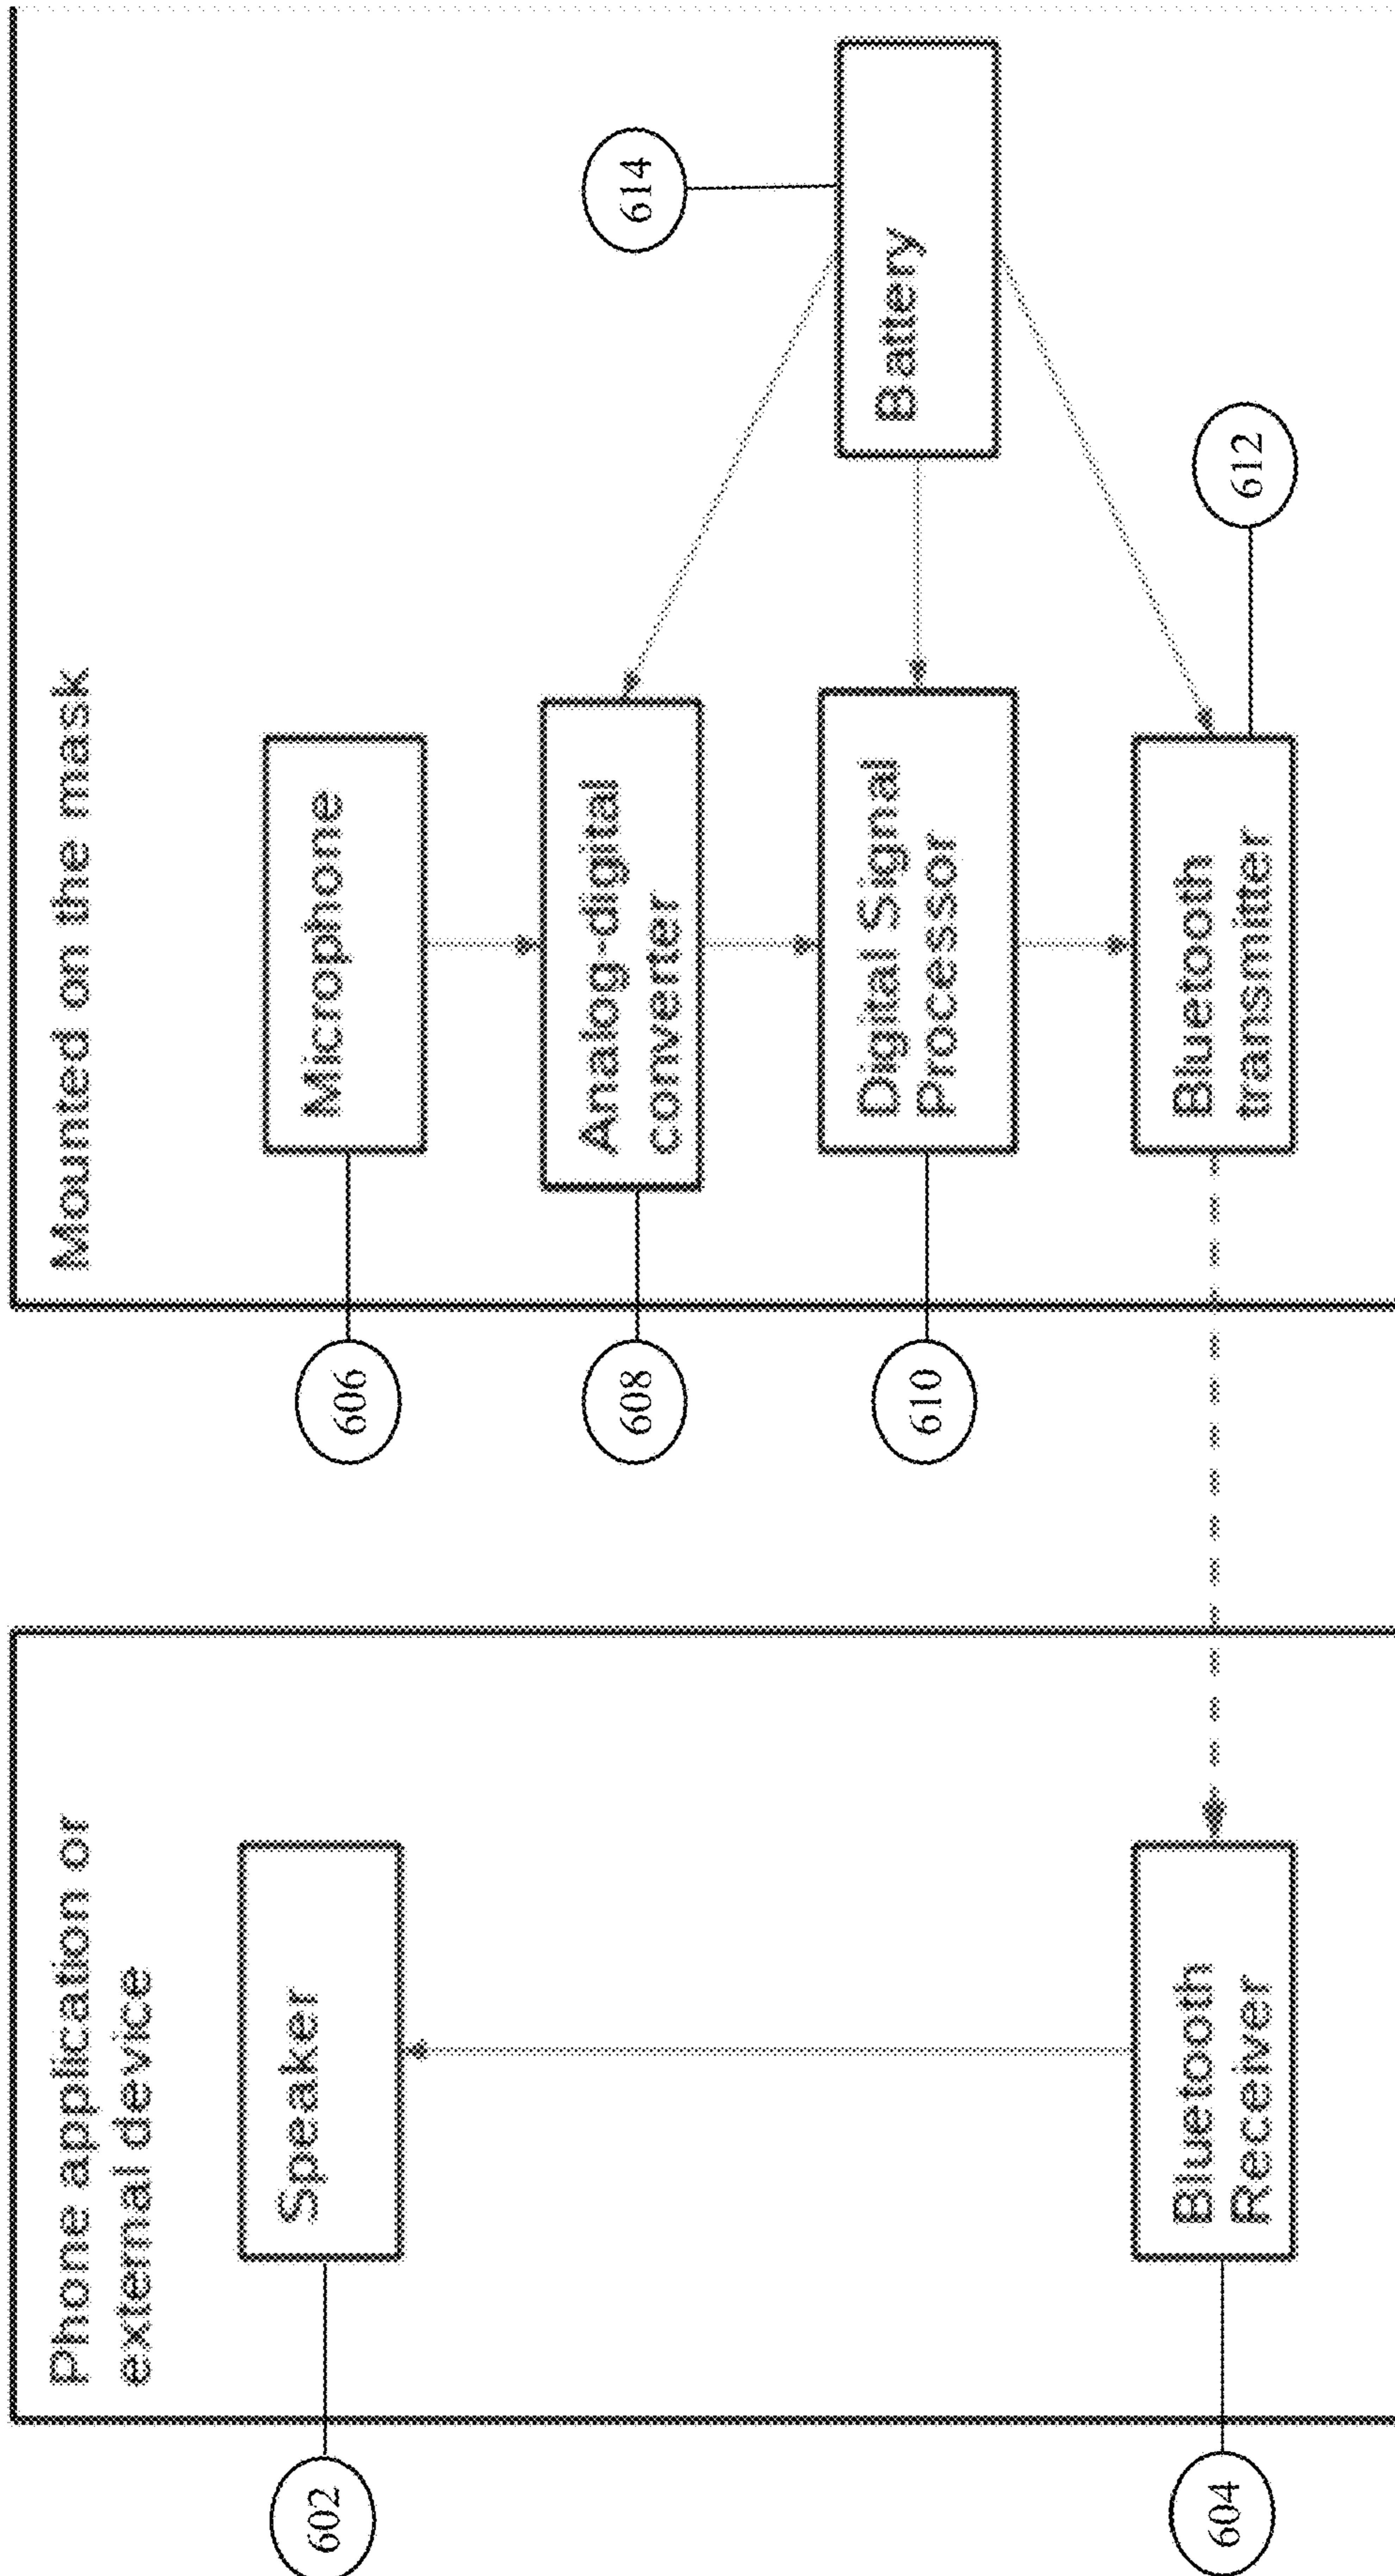 Phone application or
external device
602
Speaker
604
Bluetooth
Receiver
Mounted on the mask
606
Microphone
608
Analog-digital
converter
610
Digital Signal
Processor
Bluetooth
transmitter
612
614
Battery